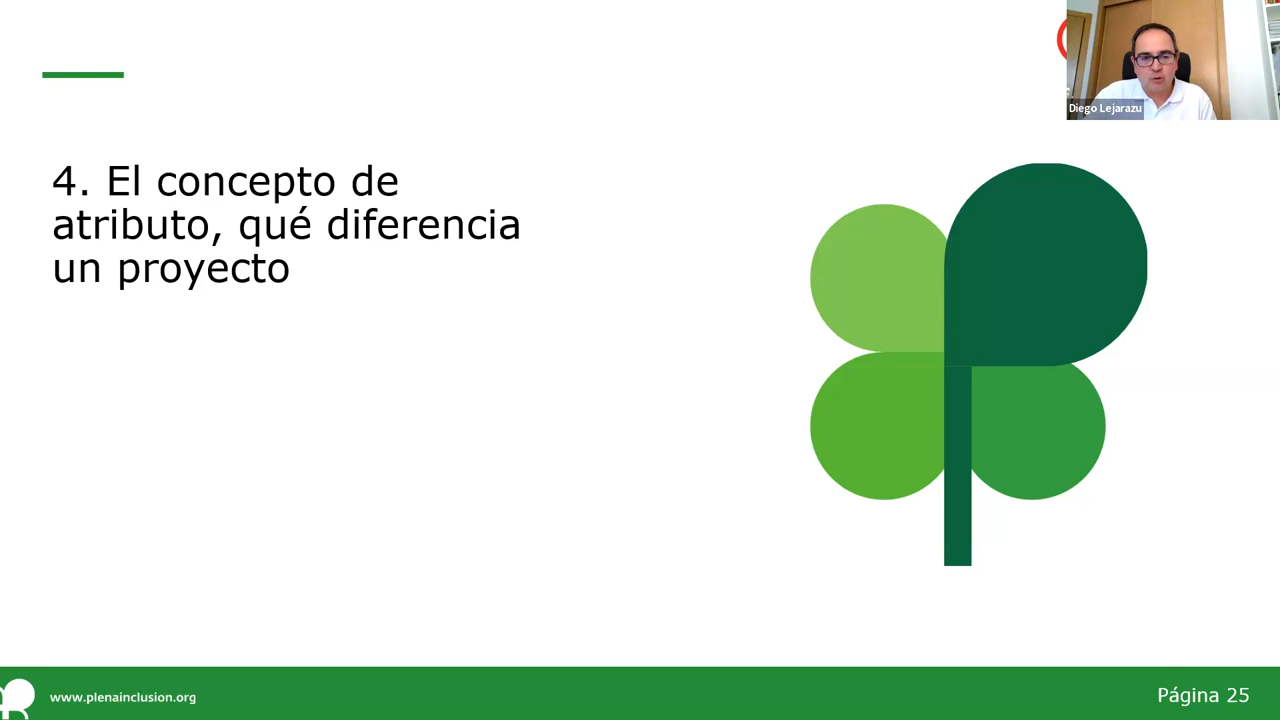 Diego Lejarazu
4. El concepto de
atributo, qué diferencia
un proyecto
www.plenainclusion.org
Página 25